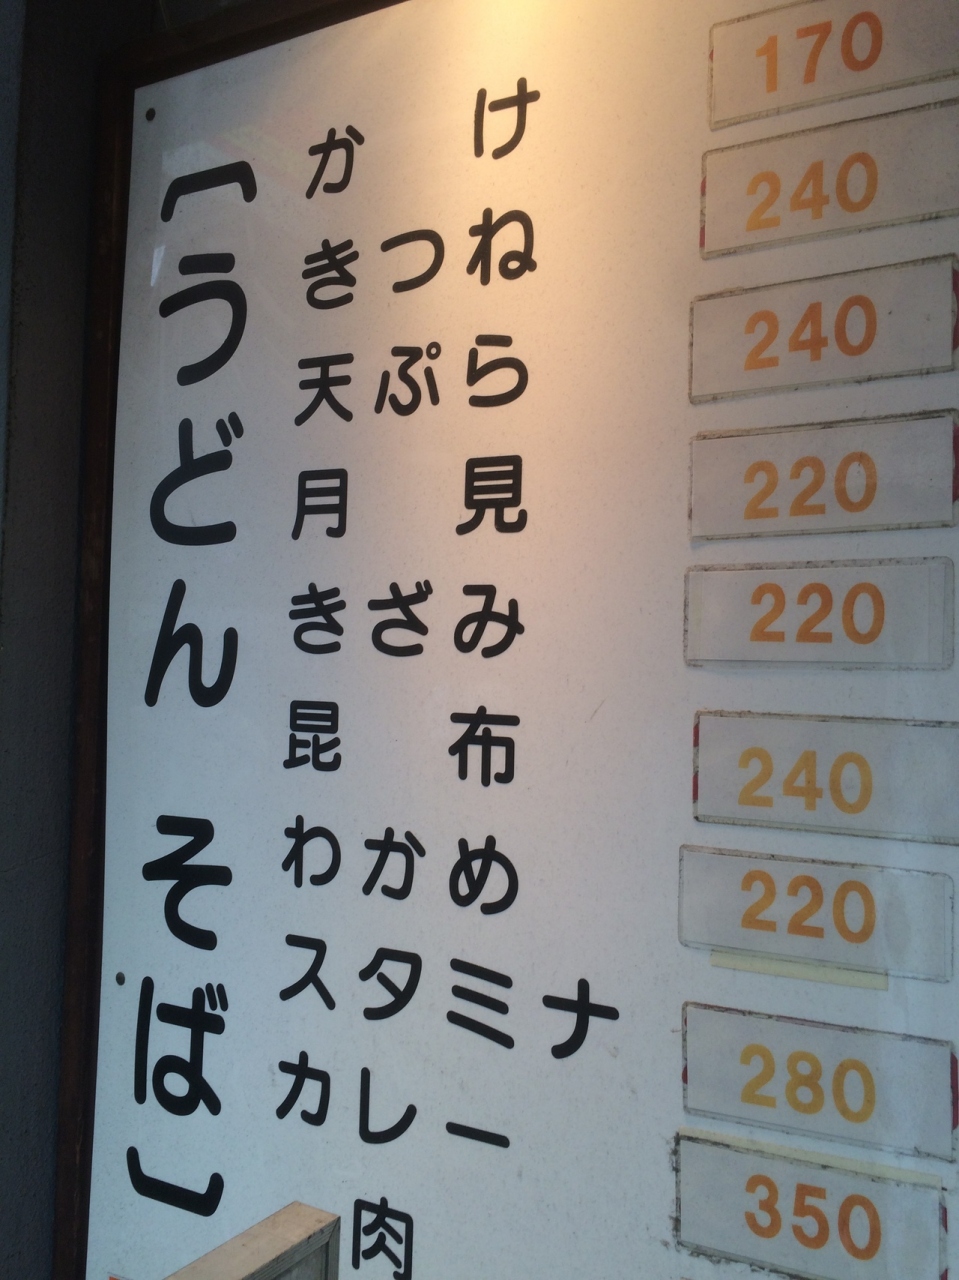 〔うどん そば〕
かけ 170
きつね 240
天ぷら 240
月見 220
きざみ 220
昆布 240
わかめ 220
スタミナ 280
カレー 350
肉